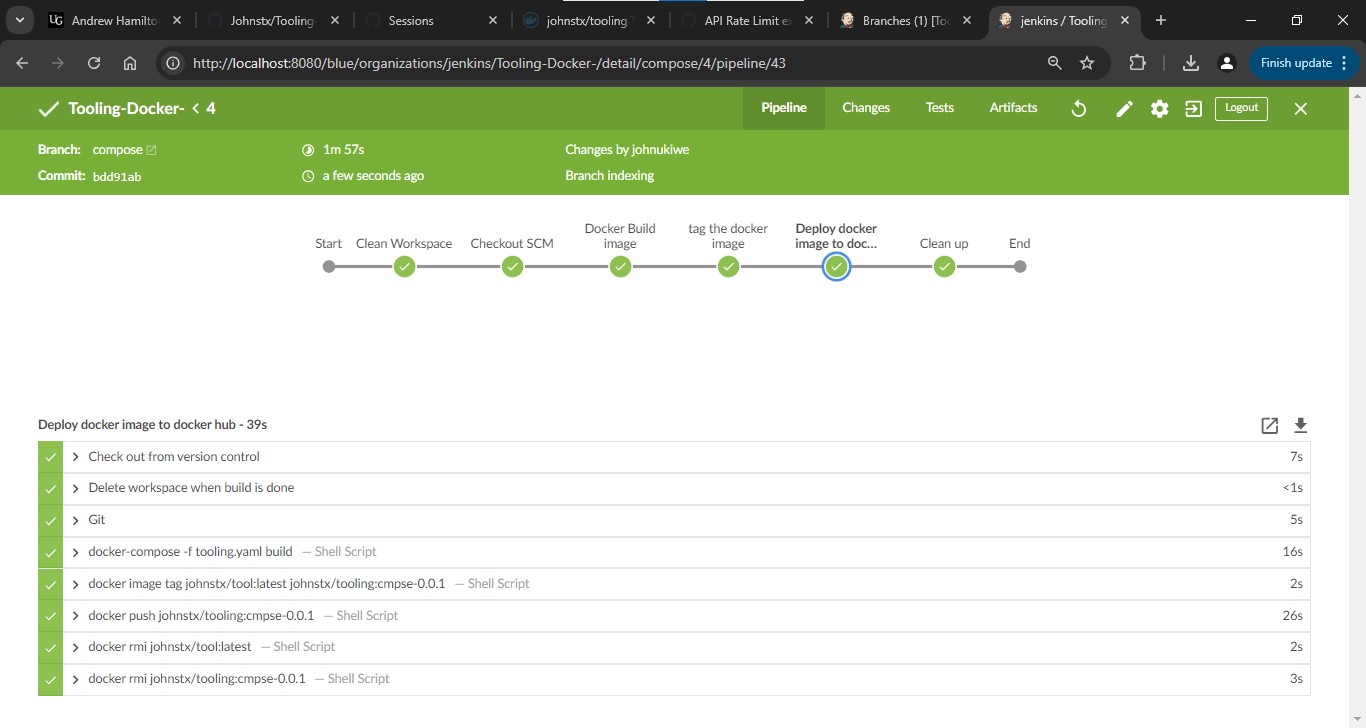 Andrew Hamilto
Johnstx/Tooling-
Sessions
johnstx/tooling
API Rate Limit e
Branches (1) [Too
jenkins / Tooling
http://localhost:8080/blue/organizations/jenkins/Tooling-Docker-/detail/compose/4/pipeline/43
Finish update
Tooling-Docker- < 4
Pipeline
Changes
Tests
Artifacts
Logout
Branch: compose
1m 57s
Changes by johnukiwe
Commit: bdd91ab
a few seconds ago
Branch indexing
Start
Clean Workspace
Checkout SCM
Docker Build
image
tag the docker
image
Deploy docker
image to doc...
Clean up
End
Deploy docker image to docker hub - 39s
Check out from version control 7s
Delete workspace when build is done <1s
Git 5s
docker-compose -f tooling.yaml build — Shell Script 16s
docker image tag johnstx/tool:latest johnstx/tooling:cmpse-0.0.1 — Shell Script 2s
docker push johnstx/tooling:cmpse-0.0.1 — Shell Script 26s
docker rmi johnstx/tool:latest — Shell Script 2s
docker rmi johnstx/tooling:cmpse-0.0.1 — Shell Script 3s